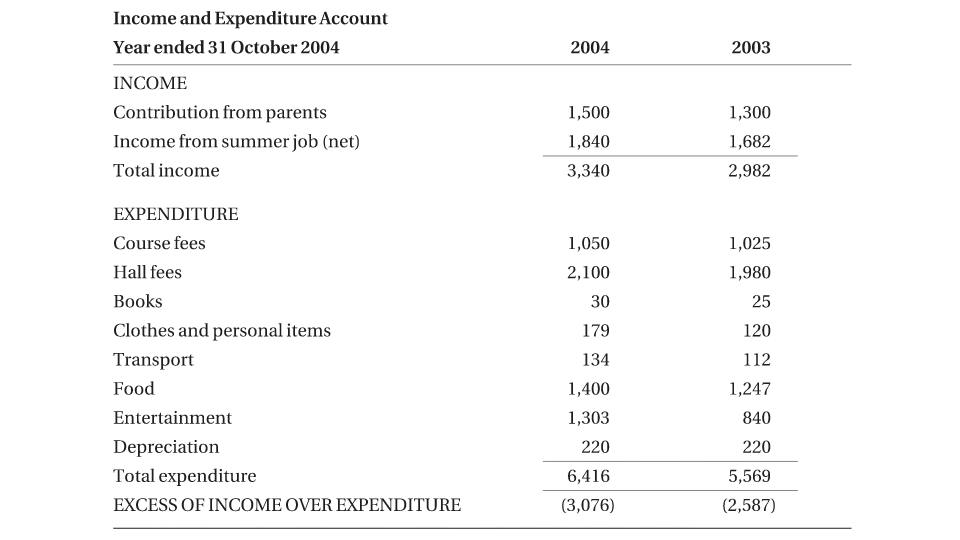 Income and Expenditure Account
Year ended 31 October 2004 2004 2003
INCOME
Contribution from parents 1,500 1,300
Income from summer job (net) 1,840 1,682
Total income 3,340 2,982
EXPENDITURE
Course fees 1,050 1,025
Hall fees 2,100 1,980
Books 30 25
Clothes and personal items 179 120
Transport 134 112
Food 1,400 1,247
Entertainment 1,303 840
Depreciation 220 220
Total expenditure 6,416 5,569
EXCESS OF INCOME OVER EXPENDITURE (3,076) (2,587)